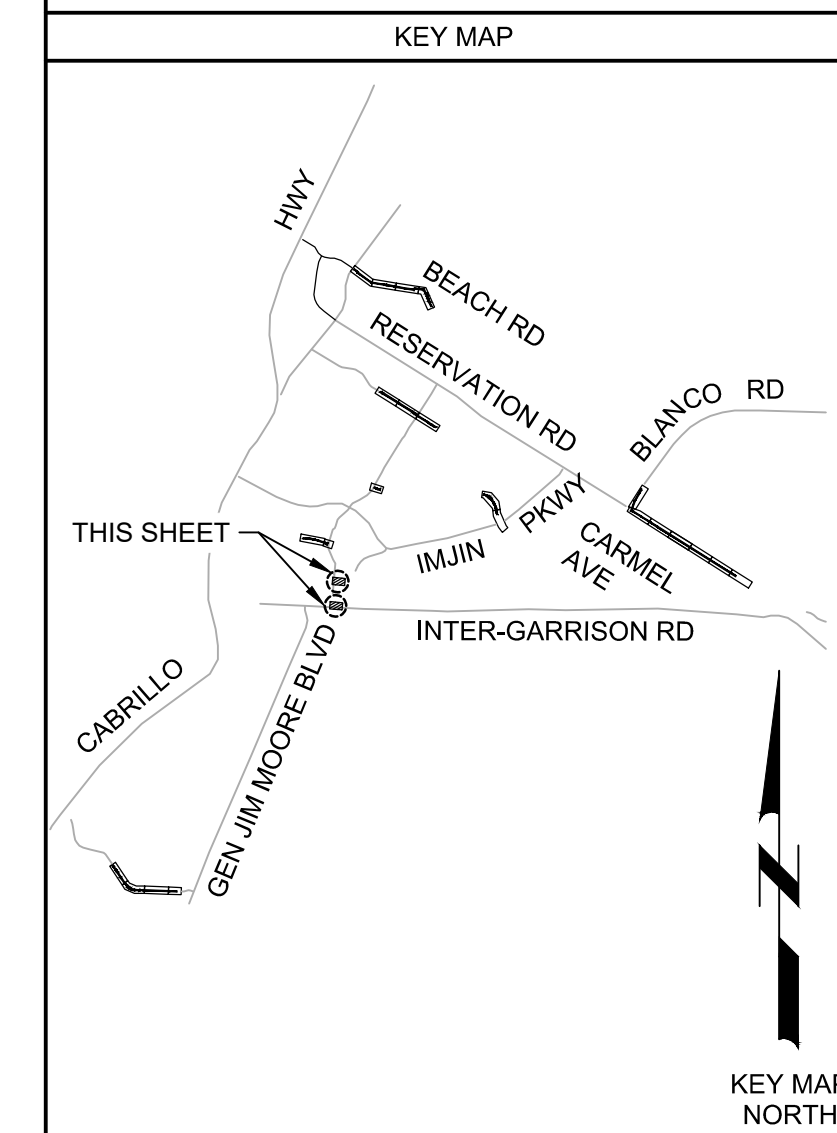 KEY MAP
HWY
BEACH RD
RESERVATION RD
BLANCO RD
THIS SHEET
IMJIN PKWY
CARMEL
AVE
INTER-GARRISON RD
CABRILLO
GEN JIM MOORE BLVD
N
KEY MAP
NORTH